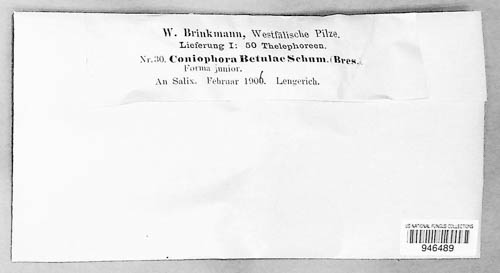 W. Brinkmann, Westfälische Pilze.
Lieferung I: 50 Thelephoreen.
Nr. 30. Coniophora Betulae Schum. (Bres.).
Forma junior.
An Salix. Februar 1906. Lengerich.
US NATIONAL FUNGUS COLLECTIONS
946489